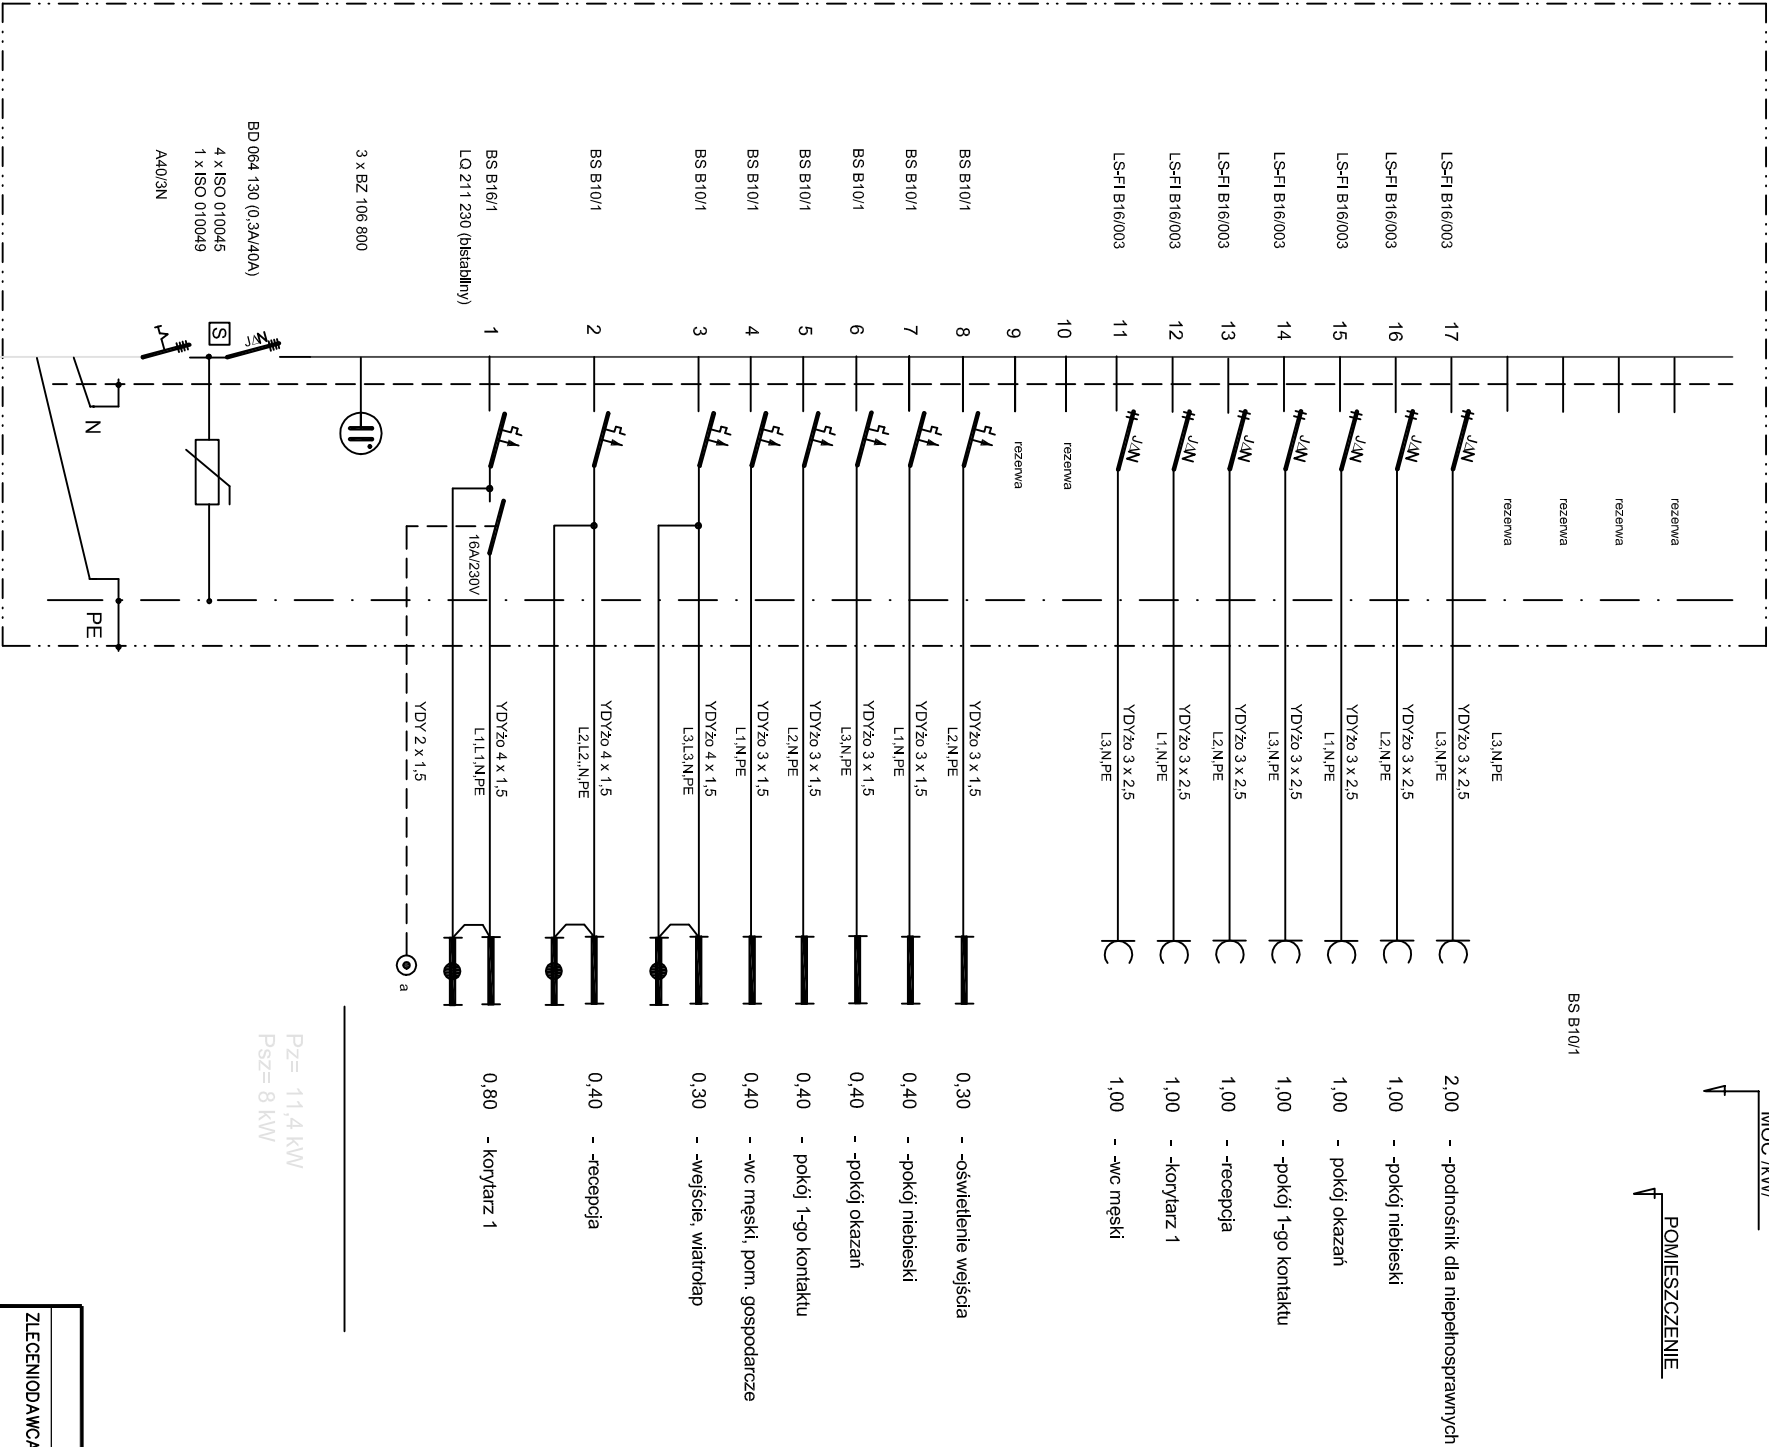 MOC /kW/
POMIESZCZENIE
BS B10/1
L3,N,PE
rezerwa
rezerwa
rezerwa
rezerwa
LS-FI B16/003
17
YDYżo 3 x 2,5
L3,N,PE
2,00 - -podnośnik dla niepełnosprawnych
LS-FI B16/003
16
YDYżo 3 x 2,5
L2,N,PE
1,00 - -pokój niebieski
LS-FI B16/003
15
YDYżo 3 x 2,5
L1,N,PE
1,00 - pokój okazań
LS-FI B16/003
14
YDYżo 3 x 2,5
L3,N,PE
1,00 - -pokój 1-go kontaktu
LS-FI B16/003
13
YDYżo 3 x 2,5
L2,N,PE
1,00 - -recepcja
LS-FI B16/003
12
YDYżo 3 x 2,5
L1,N,PE
1,00 - -korytarz 1
LS-FI B16/003
11
YDYżo 3 x 2,5
L3,N,PE
1,00 - -wc męski
10
rezerwa
9
rezerwa
BS B10/1
8
YDYżo 3 x 1,5
L2,N,PE
0,30 - -oświetlenie wejścia
BS B10/1
7
YDYżo 3 x 1,5
L1,N,PE
0,40 - -pokój niebieski
BS B10/1
6
YDYżo 3 x 1,5
L3,N,PE
0,40 - -pokój okazań
BS B10/1
5
YDYżo 3 x 1,5
L2,N,PE
0,40 - pokój 1-go kontaktu
BS B10/1
4
YDYżo 3 x 1,5
L1,N,PE
0,40 - -wc męski, pom. gospodarcze
BS B10/1
3
YDYżo 4 x 1,5
L3,L3,N,PE
0,30 - -wejście, wiatrołap
BS B10/1
2
YDYżo 4 x 1,5
L2,L2,,N,PE
0,40 - -recepcja
BS B16/1
LQ 211 230 (bistabilny)
1
16A/230V
YDYżo 4 x 1,5
L1,L1,N,PE
0,80 - korytarz 1
YDY 2 x 1,5
a
3 x BZ 106 800
Pz= 11,4 kW
Psz= 8 kW
BD 064 130 (0,3A/40A)
4 x ISO 010045
1 x ISO 010049
S
A40/3N
N
PE
ZLECENIODAWCA